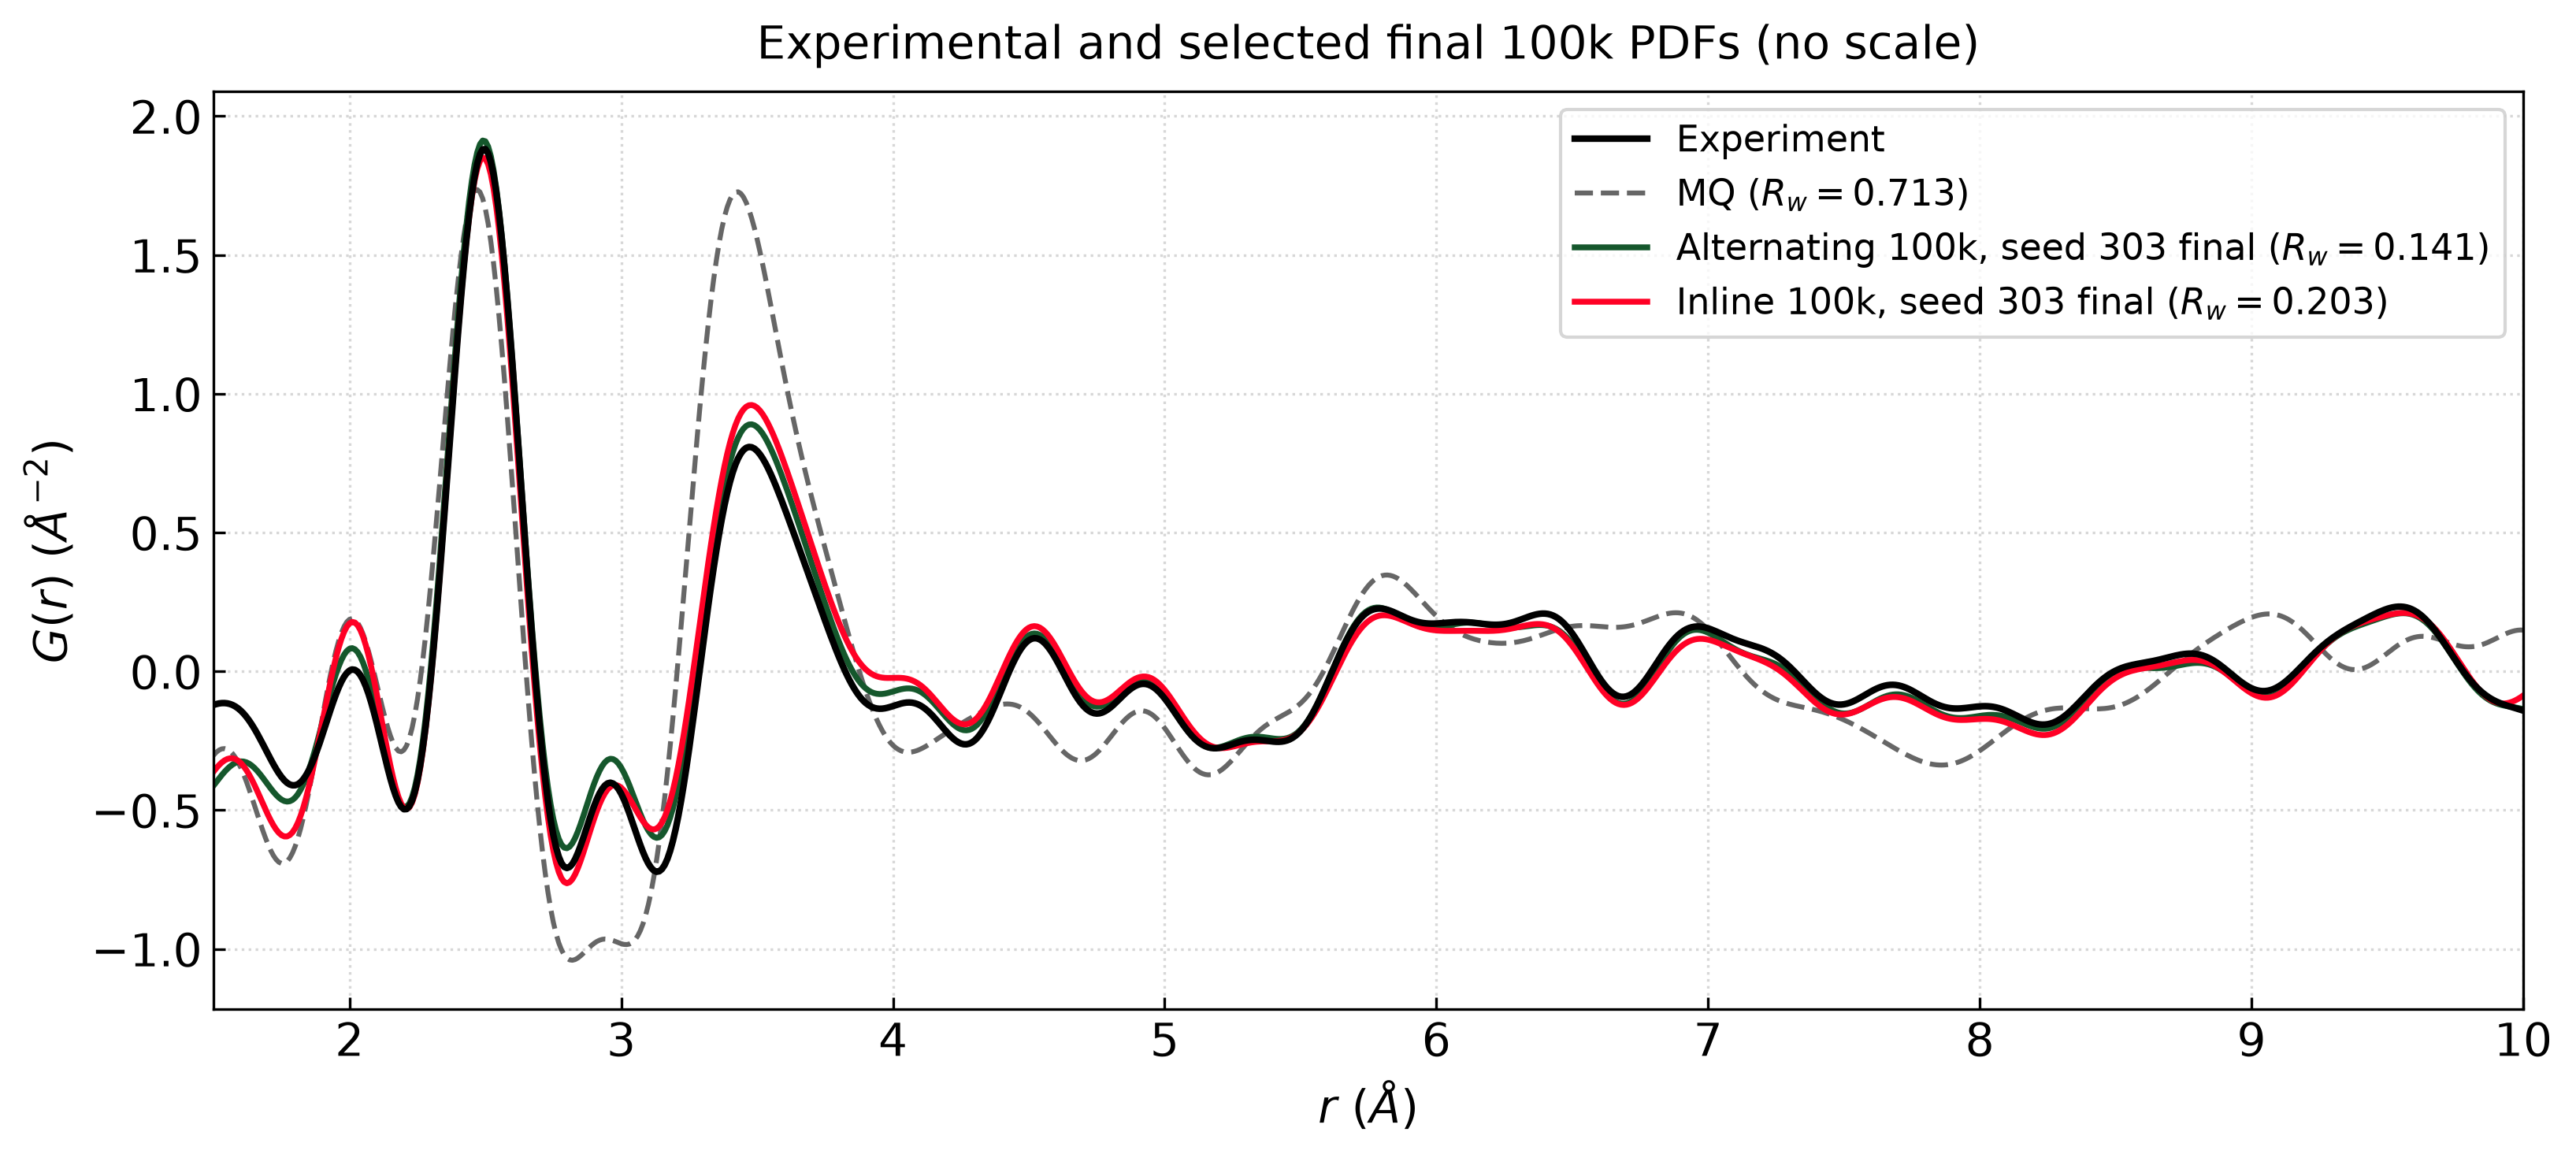 Experimental and selected final 100k PDFs (no scale)
Experiment
MQ (R_w = 0.713)
Alternating 100k, seed 303 final (R_w = 0.141)
Inline 100k, seed 303 final (R_w = 0.203)
G(r) (Å⁻²)
2.0
1.5
1.0
0.5
0.0
−0.5
−1.0
2 3 4 5 6 7 8 9 10
r (Å)